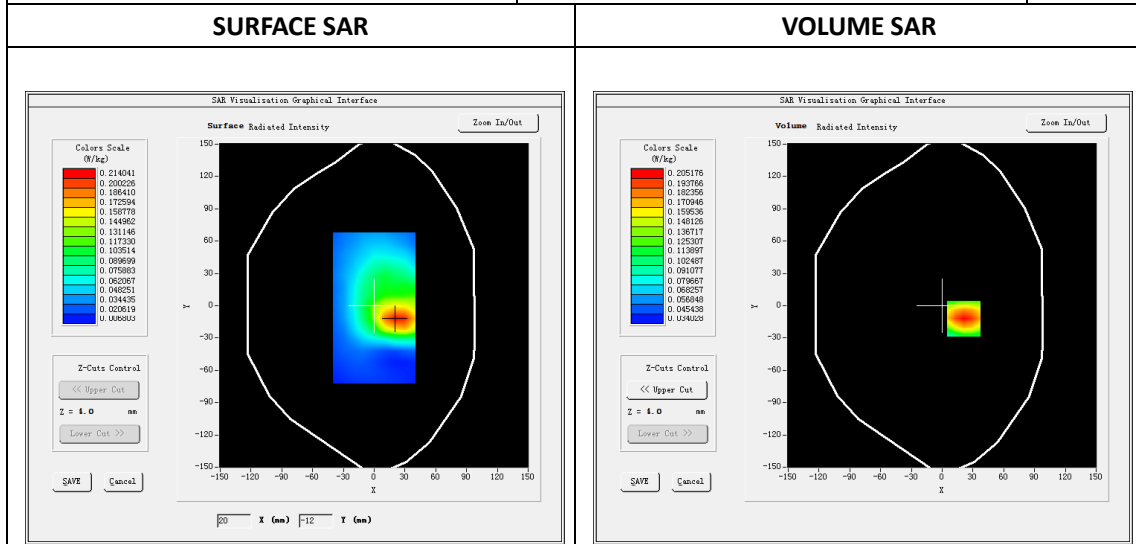 SURFACE SAR
VOLUME SAR
SAR Visualisation Graphical Interface
Surface Radiated Intensity
Zoom In/Out
Colors Scale
(W/kg)
0.214041
0.200226
0.186410
0.172594
0.158778
0.144962
0.131146
0.117330
0.103514
0.089699
0.075883
0.062067
0.048251
0.034435
0.020619
0.006803
Z-Cuts Control
<< Upper Cut
Z = 4.0 mm
Lower Cut >>
SAVE Cancel
150
120
90
60
30
0
-30
-60
-90
-120
-150
Y
-150 -120 -90 -60 -30 0 30 60 90 120 150
X
20 X (mm) -12 Y (mm)
SAR Visualisation Graphical Interface
Volume Radiated Intensity
Zoom In/Out
Colors Scale
(W/kg)
0.205176
0.193766
0.182356
0.170946
0.159536
0.148126
0.136717
0.125307
0.113897
0.102487
0.091077
0.079667
0.068257
0.056848
0.045438
0.034028
Z-Cuts Control
<< Upper Cut
Z = 4.0 mm
Lower Cut >>
SAVE Cancel
150
120
90
60
30
0
-30
-60
-90
-120
-150
Y
-150 -120 -90 -60 -30 0 30 60 90 120 150
X